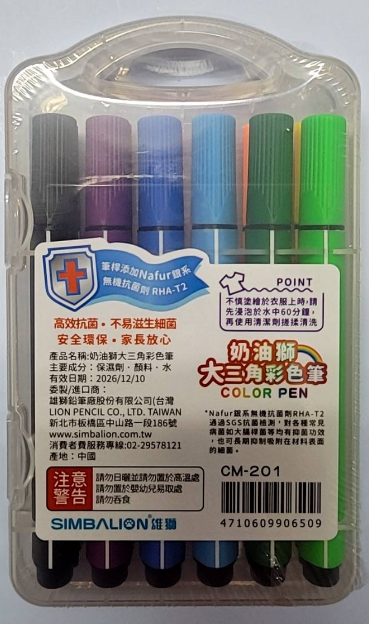 筆桿添加Nafur銀系
無機抗菌劑 RHA-T2
POINT
不慎塗繪於衣服上時,請
先浸泡於水中60分鐘,
再使用清潔劑搓揉清洗
高效抗菌•不易滋生細菌
安全環保•家長放心
產品名稱:奶油獅大三角彩色筆
主要成分:保濕劑・顏料・水
有效日期:2026/12/10
委製/進口商:
雄獅鉛筆廠股份有限公司(台灣)
LION PENCIL CO., LTD. TAIWAN
新北市板橋區中山路一段186號
www.simbalion.com.tw
消費者服務專線:02-29578121
產地:中國
奶油獅
大三角彩色筆
COLOR PEN
*Nafur銀系無機抗菌劑RHA-T2
通過SGS抗菌檢測,對各種常見
病菌如大腸桿菌等均有抑菌功效
,也可長期抑制吸附在材料表面
的細菌。
CM-201
注意
警告
請勿日曬並請勿置於高溫處
請勿置於嬰幼兒易取處
請勿吞食
SIMBALION 雄獅
4710609906509